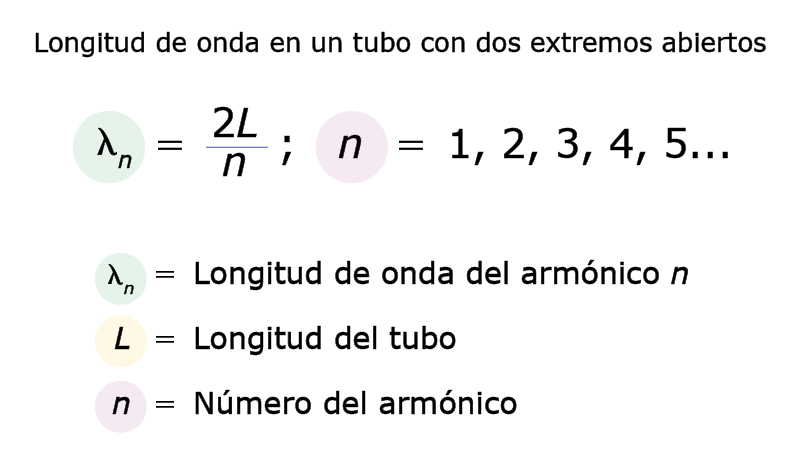 Longitud de onda en un tubo con dos extremos abiertos
λn = 2L/n ; n = 1, 2, 3, 4, 5...
λn = Longitud de onda del armónico n
L = Longitud del tubo
n = Número del armónico